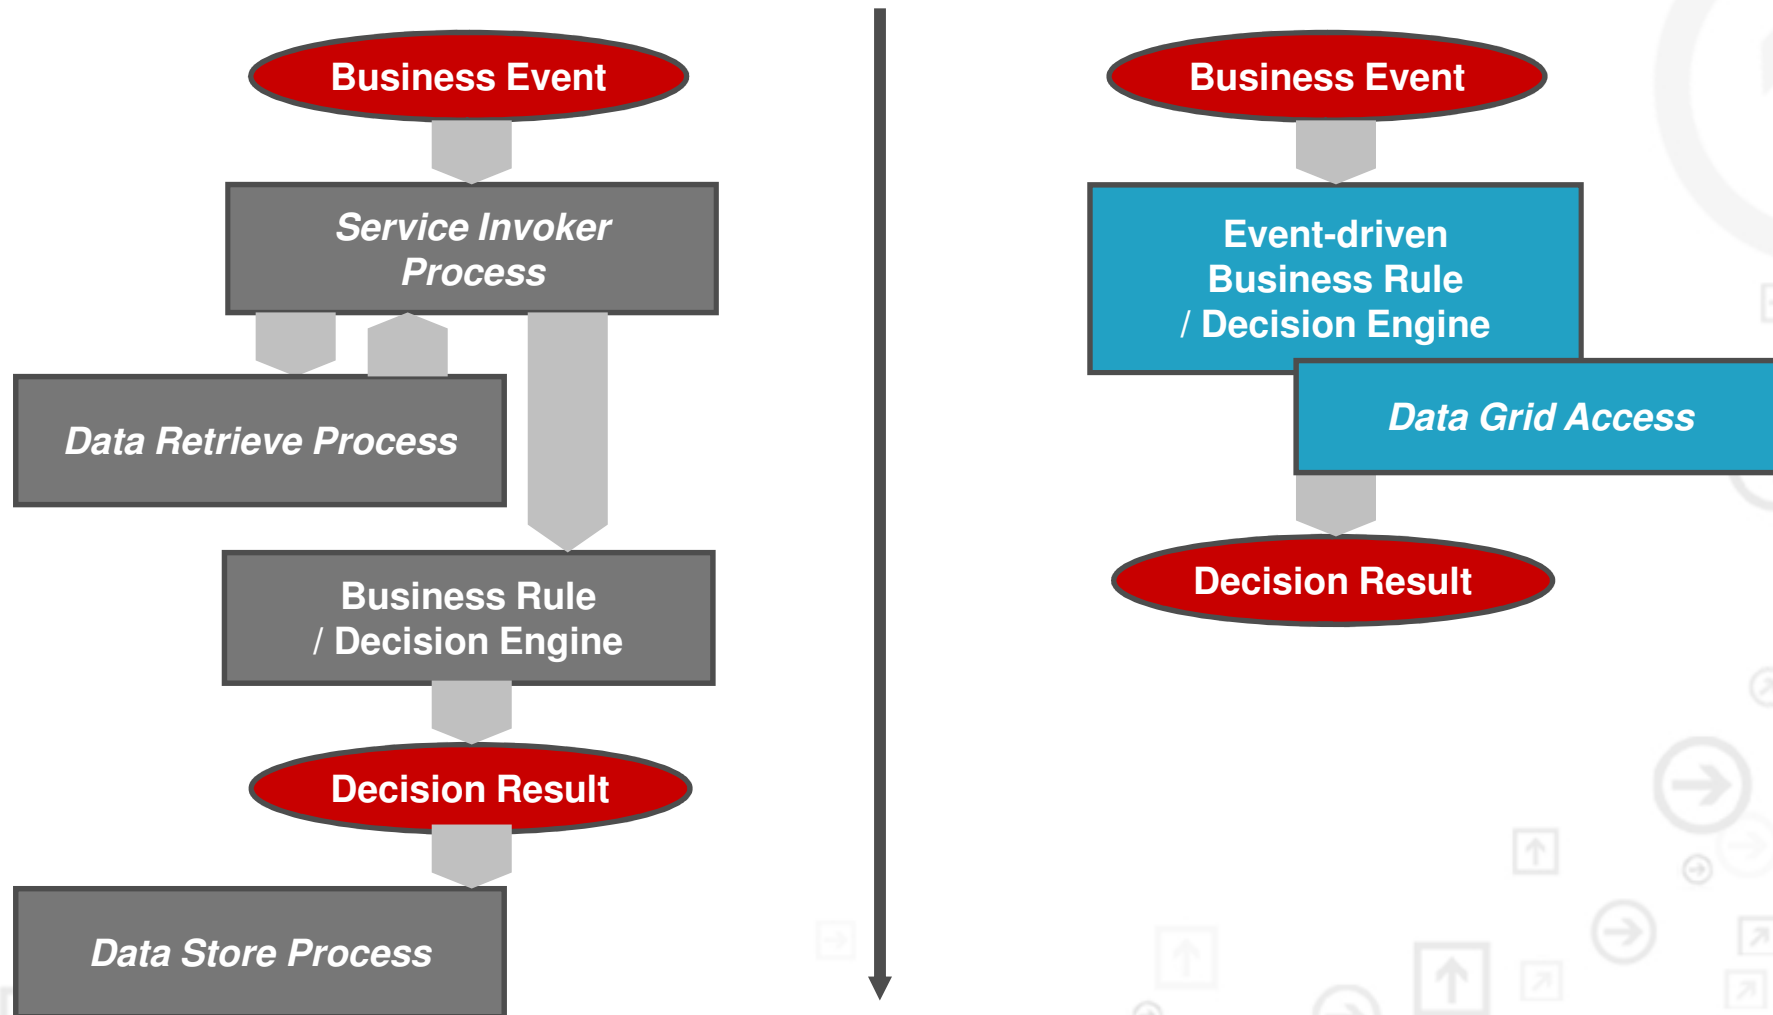 Business Event
Service Invoker
Process
Data Retrieve Process
Business Rule
/ Decision Engine
Decision Result
Data Store Process
Business Event
Event-driven
Business Rule
/ Decision Engine
Data Grid Access
Decision Result